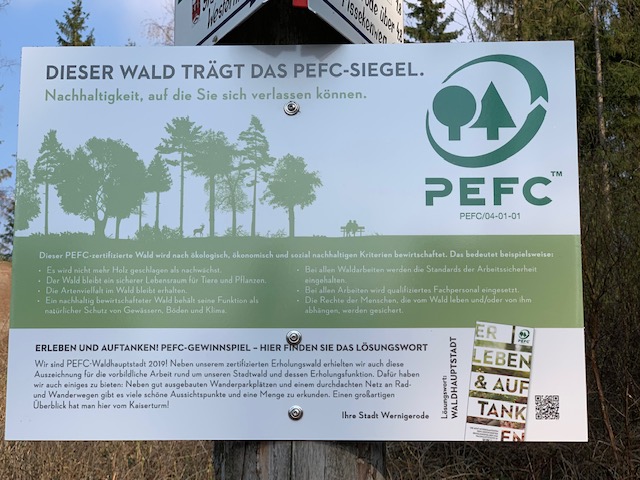 DIESER WALD TRÄGT DAS PEFC-SIEGEL.
Nachhaltigkeit, auf die Sie sich verlassen können.
PEFC™
PEFC/04-01-01
Dieser PEFC-zertifizierte Wald wird nach ökologisch, ökonomisch und sozial nachhaltigen Kriterien bewirtschaftet. Das bedeutet beispielsweise:
• Es wird nicht mehr Holz geschlagen als nachwächst.
• Der Wald bleibt ein sicherer Lebensraum für Tiere und Pflanzen.
• Die Artenvielfalt im Wald bleibt erhalten.
• Ein nachhaltig bewirtschafteter Wald behält seine Funktion als
natürlicher Schutz von Gewässern, Böden und Klima.
• Bei allen Waldarbeiten werden die Standards der Arbeitssicherheit
eingehalten.
• Bei allen Arbeiten wird qualifiziertes Fachpersonal eingesetzt.
• Die Rechte der Menschen, die vom Wald leben und/oder von ihm
abhängen, werden gesichert.
ERLEBEN UND AUFTANKEN! PEFC-GEWINNSPIEL – HIER FINDEN SIE DAS LÖSUNGSWORT
Wir sind PEFC-Waldhauptstadt 2019! Neben unserem zertifizierten Erholungswald erhielten wir auch diese
Auszeichnung für die vorbildliche Arbeit rund um unseren Stadtwald und dessen Erholungsfunktion. Dafür haben
wir auch einiges zu bieten: Neben gut ausgebauten Wanderparkplätzen und einem durchdachten Netz an Rad-
und Wanderwegen gibt es viele schöne Aussichtspunkte und eine Menge zu erkunden. Einen großartigen
Überblick hat man hier vom Kaiserturm!
Ihre Stadt Wernigerode
Lösungswort:
WALDHAUPTSTADT
PEFC
ER
LEBEN
& AUF
TANK
EN